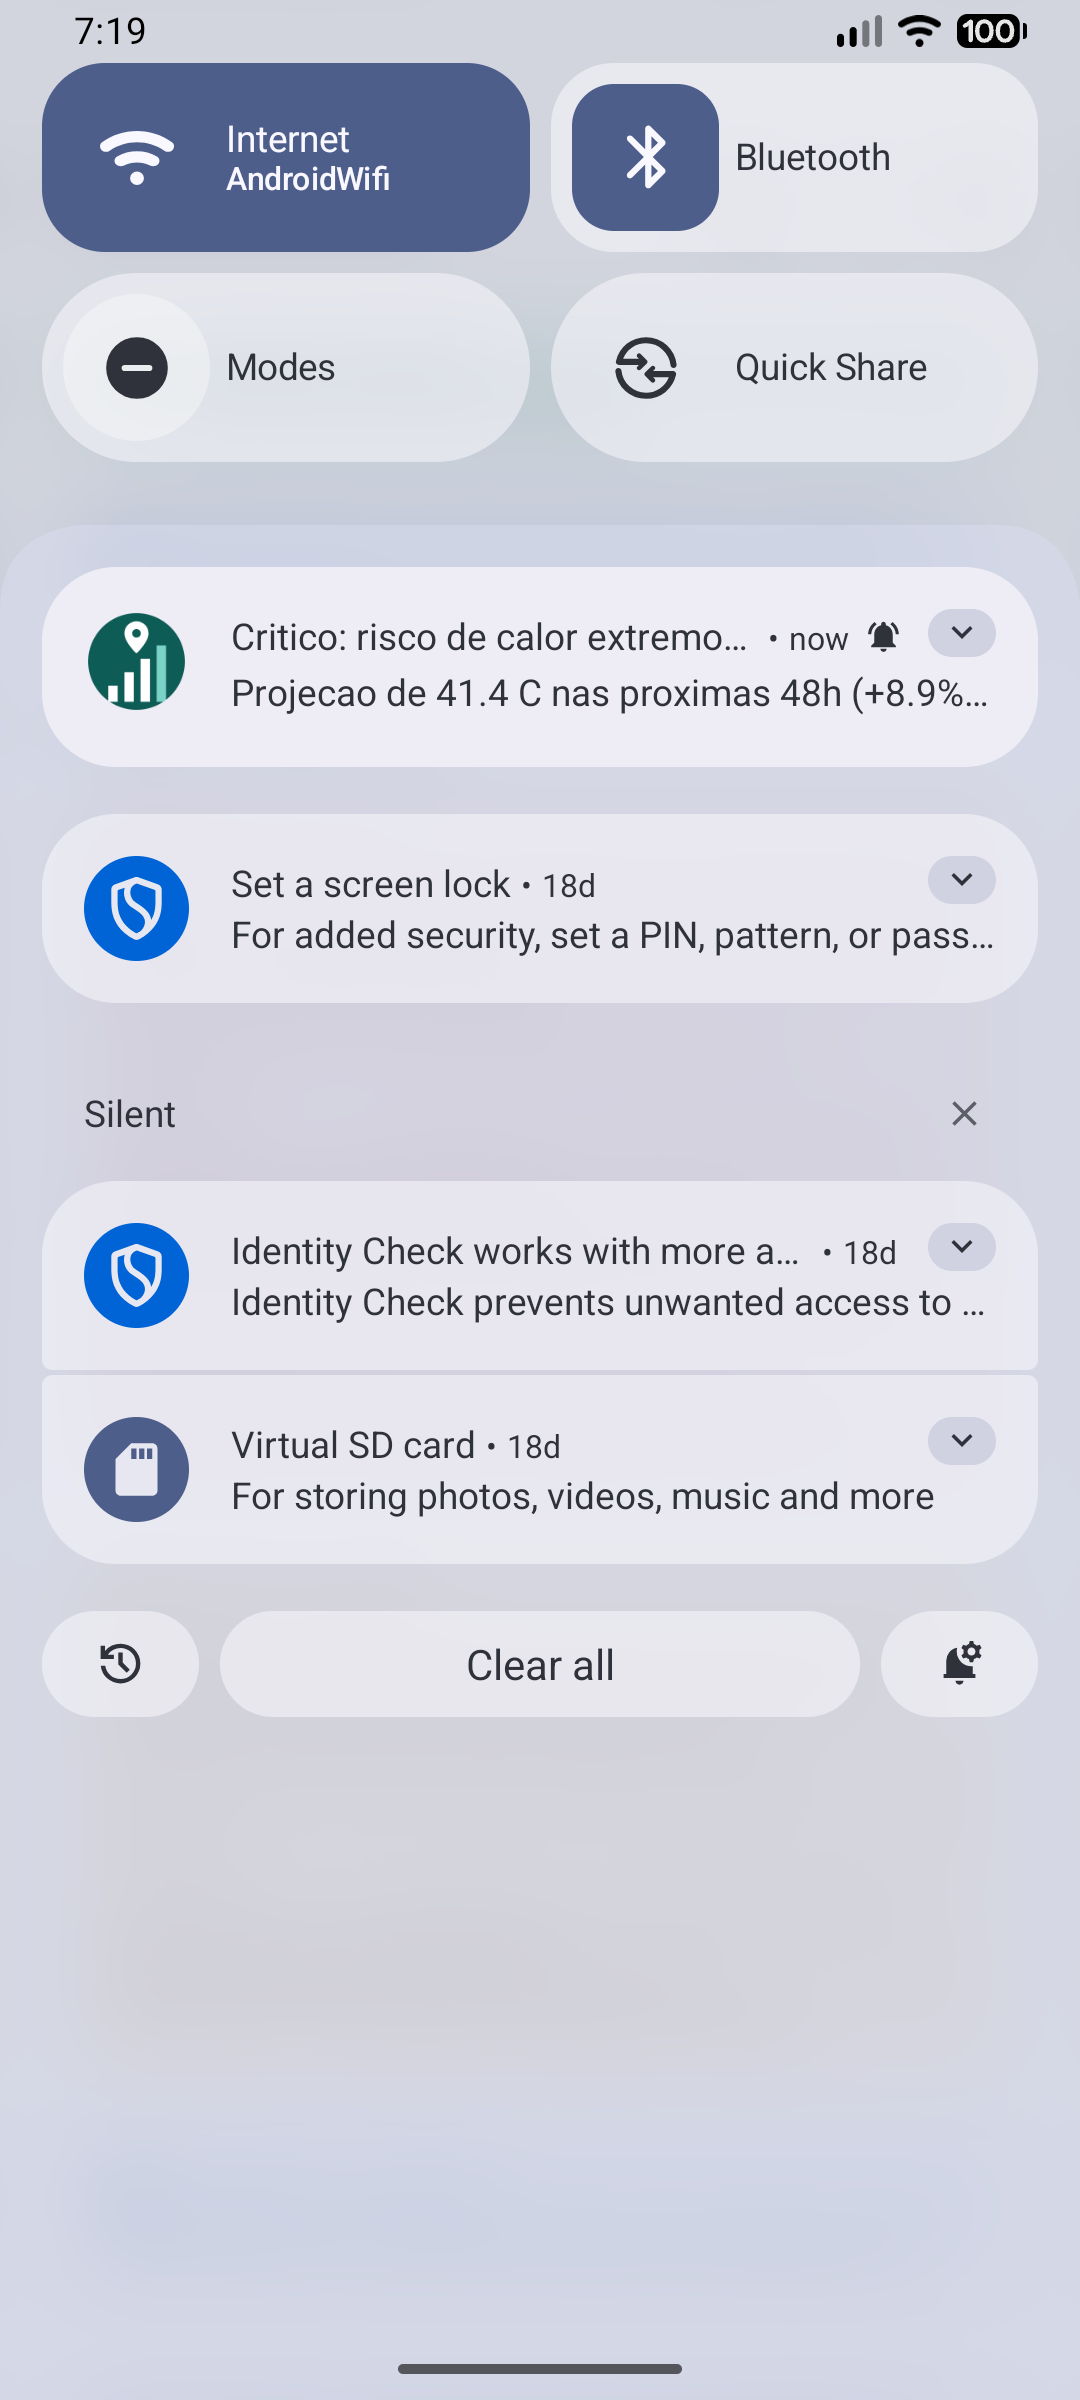 7:19
100
Internet
AndroidWifi
Bluetooth
Modes
Quick Share
Critico: risco de calor extremo… • now
Projecao de 41.4 C nas proximas 48h (+8.9%…
Set a screen lock • 18d
For added security, set a PIN, pattern, or pass…
Silent
Identity Check works with more a… • 18d
Identity Check prevents unwanted access to …
Virtual SD card • 18d
For storing photos, videos, music and more
Clear all